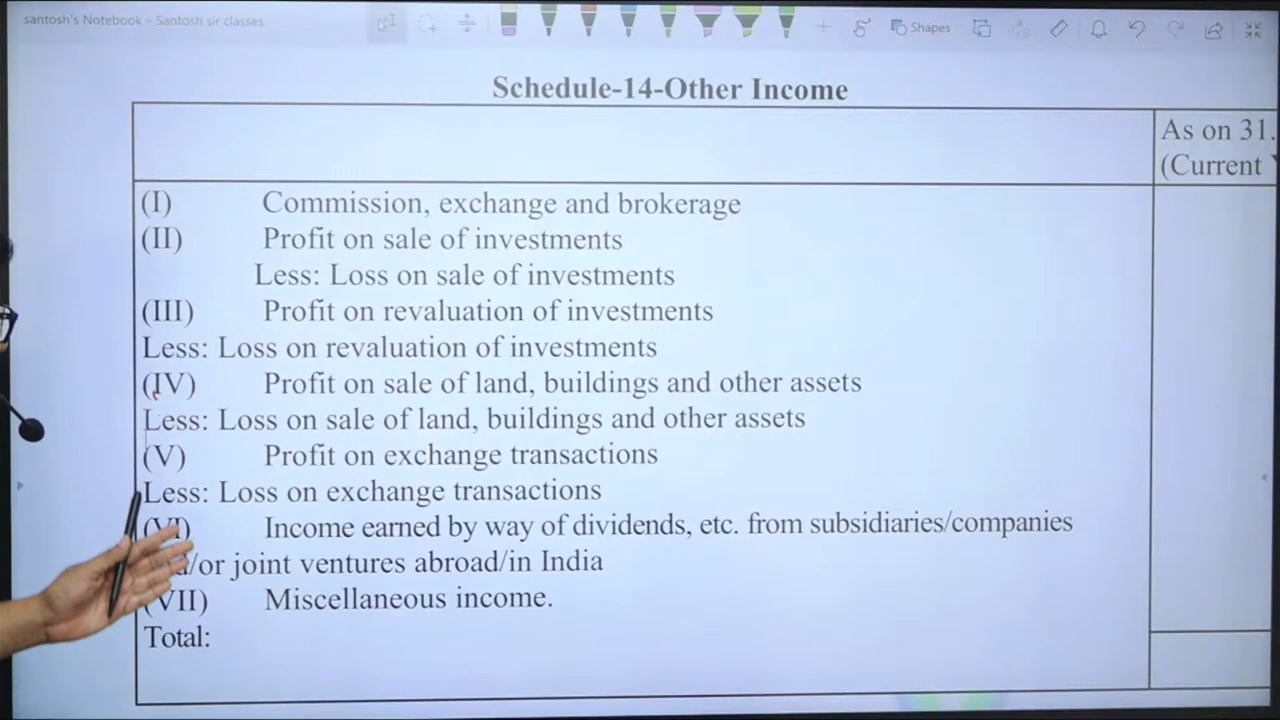 santosh's Notebook – Santosh sir classes
Shapes
Schedule-14-Other Income
As on 31.
(Current
(I) Commission, exchange and brokerage
(II) Profit on sale of investments
Less: Loss on sale of investments
(III) Profit on revaluation of investments
Less: Loss on revaluation of investments
(IV) Profit on sale of land, buildings and other assets
Less: Loss on sale of land, buildings and other assets
(V) Profit on exchange transactions
Less: Loss on exchange transactions
(VI) Income earned by way of dividends, etc. from subsidiaries/companies
/or joint ventures abroad/in India
(VII) Miscellaneous income.
Total: